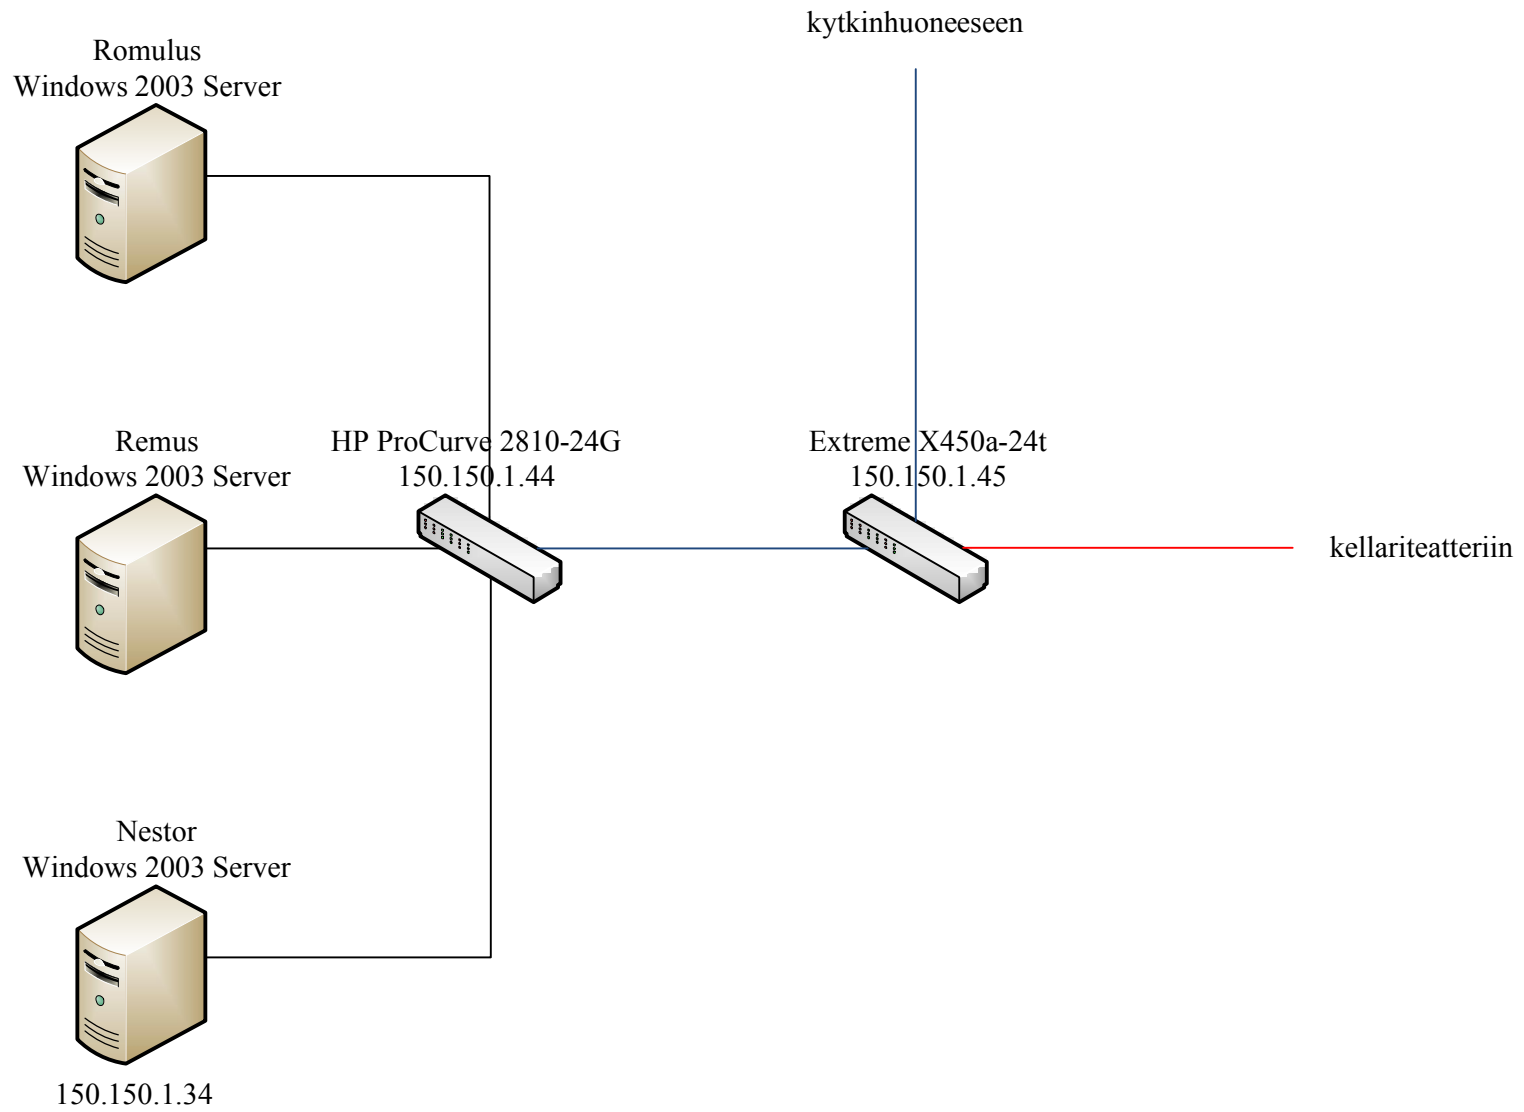 kytkinhuoneeseen
Romulus
Windows 2003 Server
Remus
Windows 2003 Server
HP ProCurve 2810-24G
150.150.1.44
Extreme X450a-24t
150.150.1.45
kellariteatteriin
Nestor
Windows 2003 Server
150.150.1.34